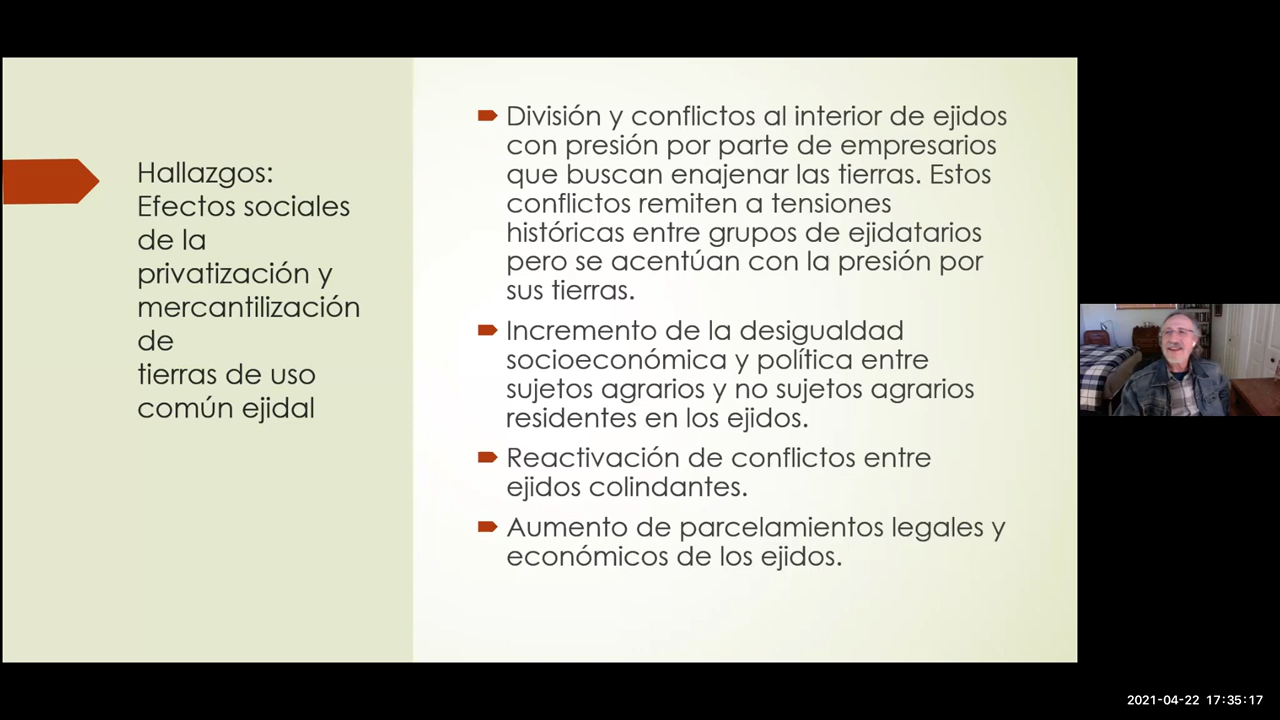 Hallazgos:
Efectos sociales
de la
privatización y
mercantilización
de
tierras de uso
común ejidal
División y conflictos al interior de ejidos
con presión por parte de empresarios
que buscan enajenar las tierras. Estos
conflictos remiten a tensiones
históricas entre grupos de ejidatarios
pero se acentúan con la presión por
sus tierras.
Incremento de la desigualdad
socioeconómica y política entre
sujetos agrarios y no sujetos agrarios
residentes en los ejidos.
Reactivación de conflictos entre
ejidos colindantes.
Aumento de parcelamientos legales y
económicos de los ejidos.
2021-04-22 17:35:17